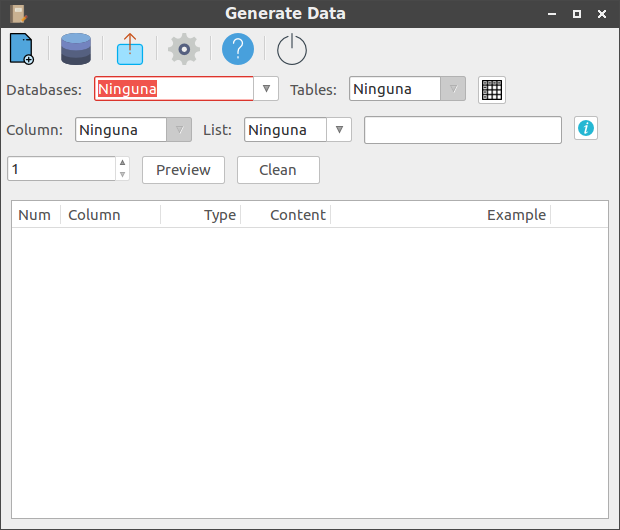 Generate Data
Databases: Ninguna Tables: Ninguna
Column: Ninguna List: Ninguna
1 Preview Clean
Num Column Type Content Example